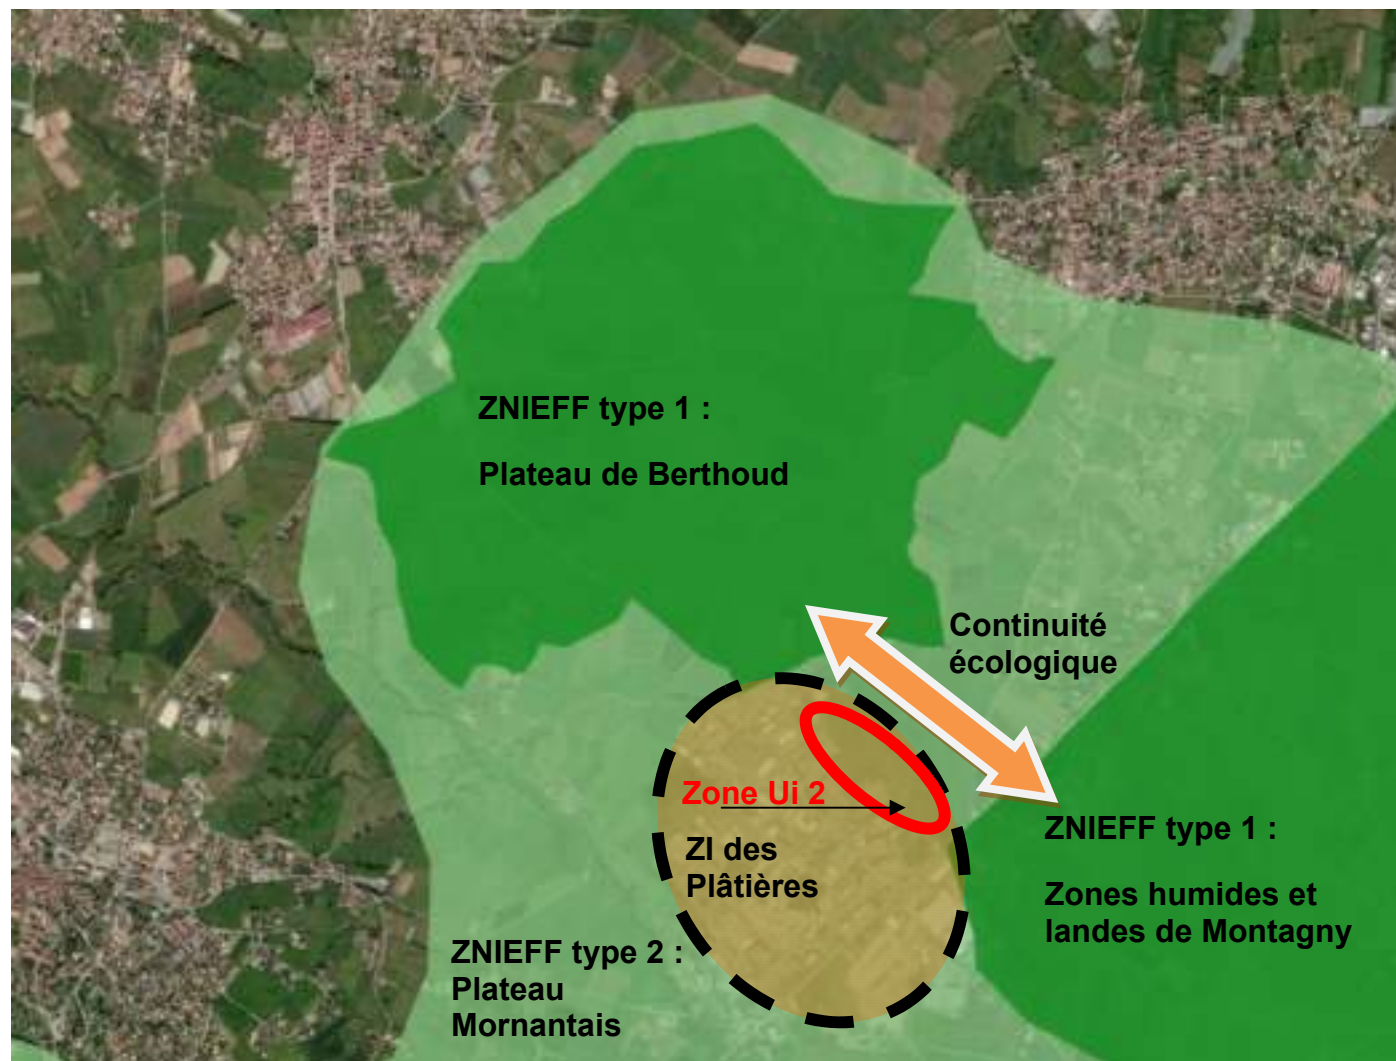 ZNIEFF type 1 :
Plateau de Berthoud
Continuité
écologique
Zone Ui 2
ZI des
Plâtières
ZNIEFF type 1 :
Zones humides et
landes de Montagny
ZNIEFF type 2 :
Plateau
Mornantais